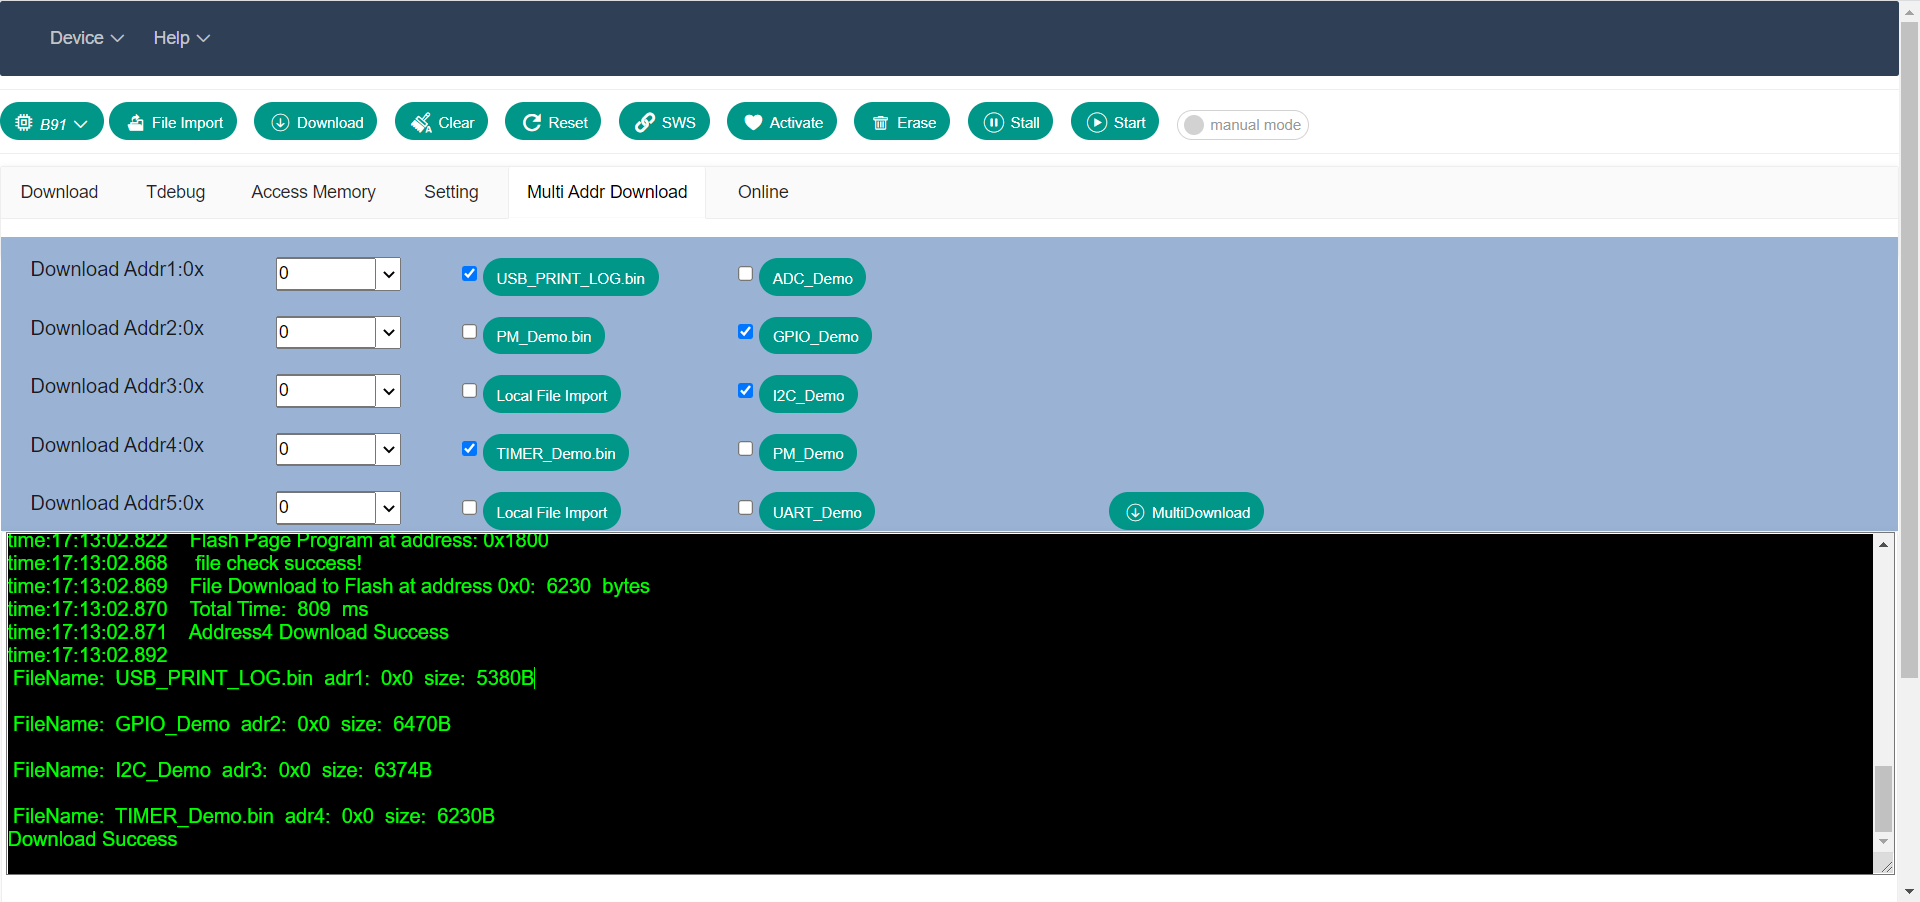 Device Help
B91 File Import Download Clear Reset SWS Activate Erase Stall Start manual mode
Download Tdebug Access Memory Setting Multi Addr Download Online
Download Addr1:0x 0 USB_PRINT_LOG.bin ADC_Demo
Download Addr2:0x 0 PM_Demo.bin GPIO_Demo
Download Addr3:0x 0 Local File Import I2C_Demo
Download Addr4:0x 0 TIMER_Demo.bin PM_Demo
Download Addr5:0x 0 Local File Import UART_Demo MultiDownload
time:17:13:02.822 Flash Page Program at address: 0x1800
time:17:13:02.868 file check success!
time:17:13:02.869 File Download to Flash at address 0x0: 6230 bytes
time:17:13:02.870 Total Time: 809 ms
time:17:13:02.871 Address4 Download Success
time:17:13:02.892
FileName: USB_PRINT_LOG.bin adr1: 0x0 size: 5380B
FileName: GPIO_Demo adr2: 0x0 size: 6470B
FileName: I2C_Demo adr3: 0x0 size: 6374B
FileName: TIMER_Demo.bin adr4: 0x0 size: 6230B
Download Success